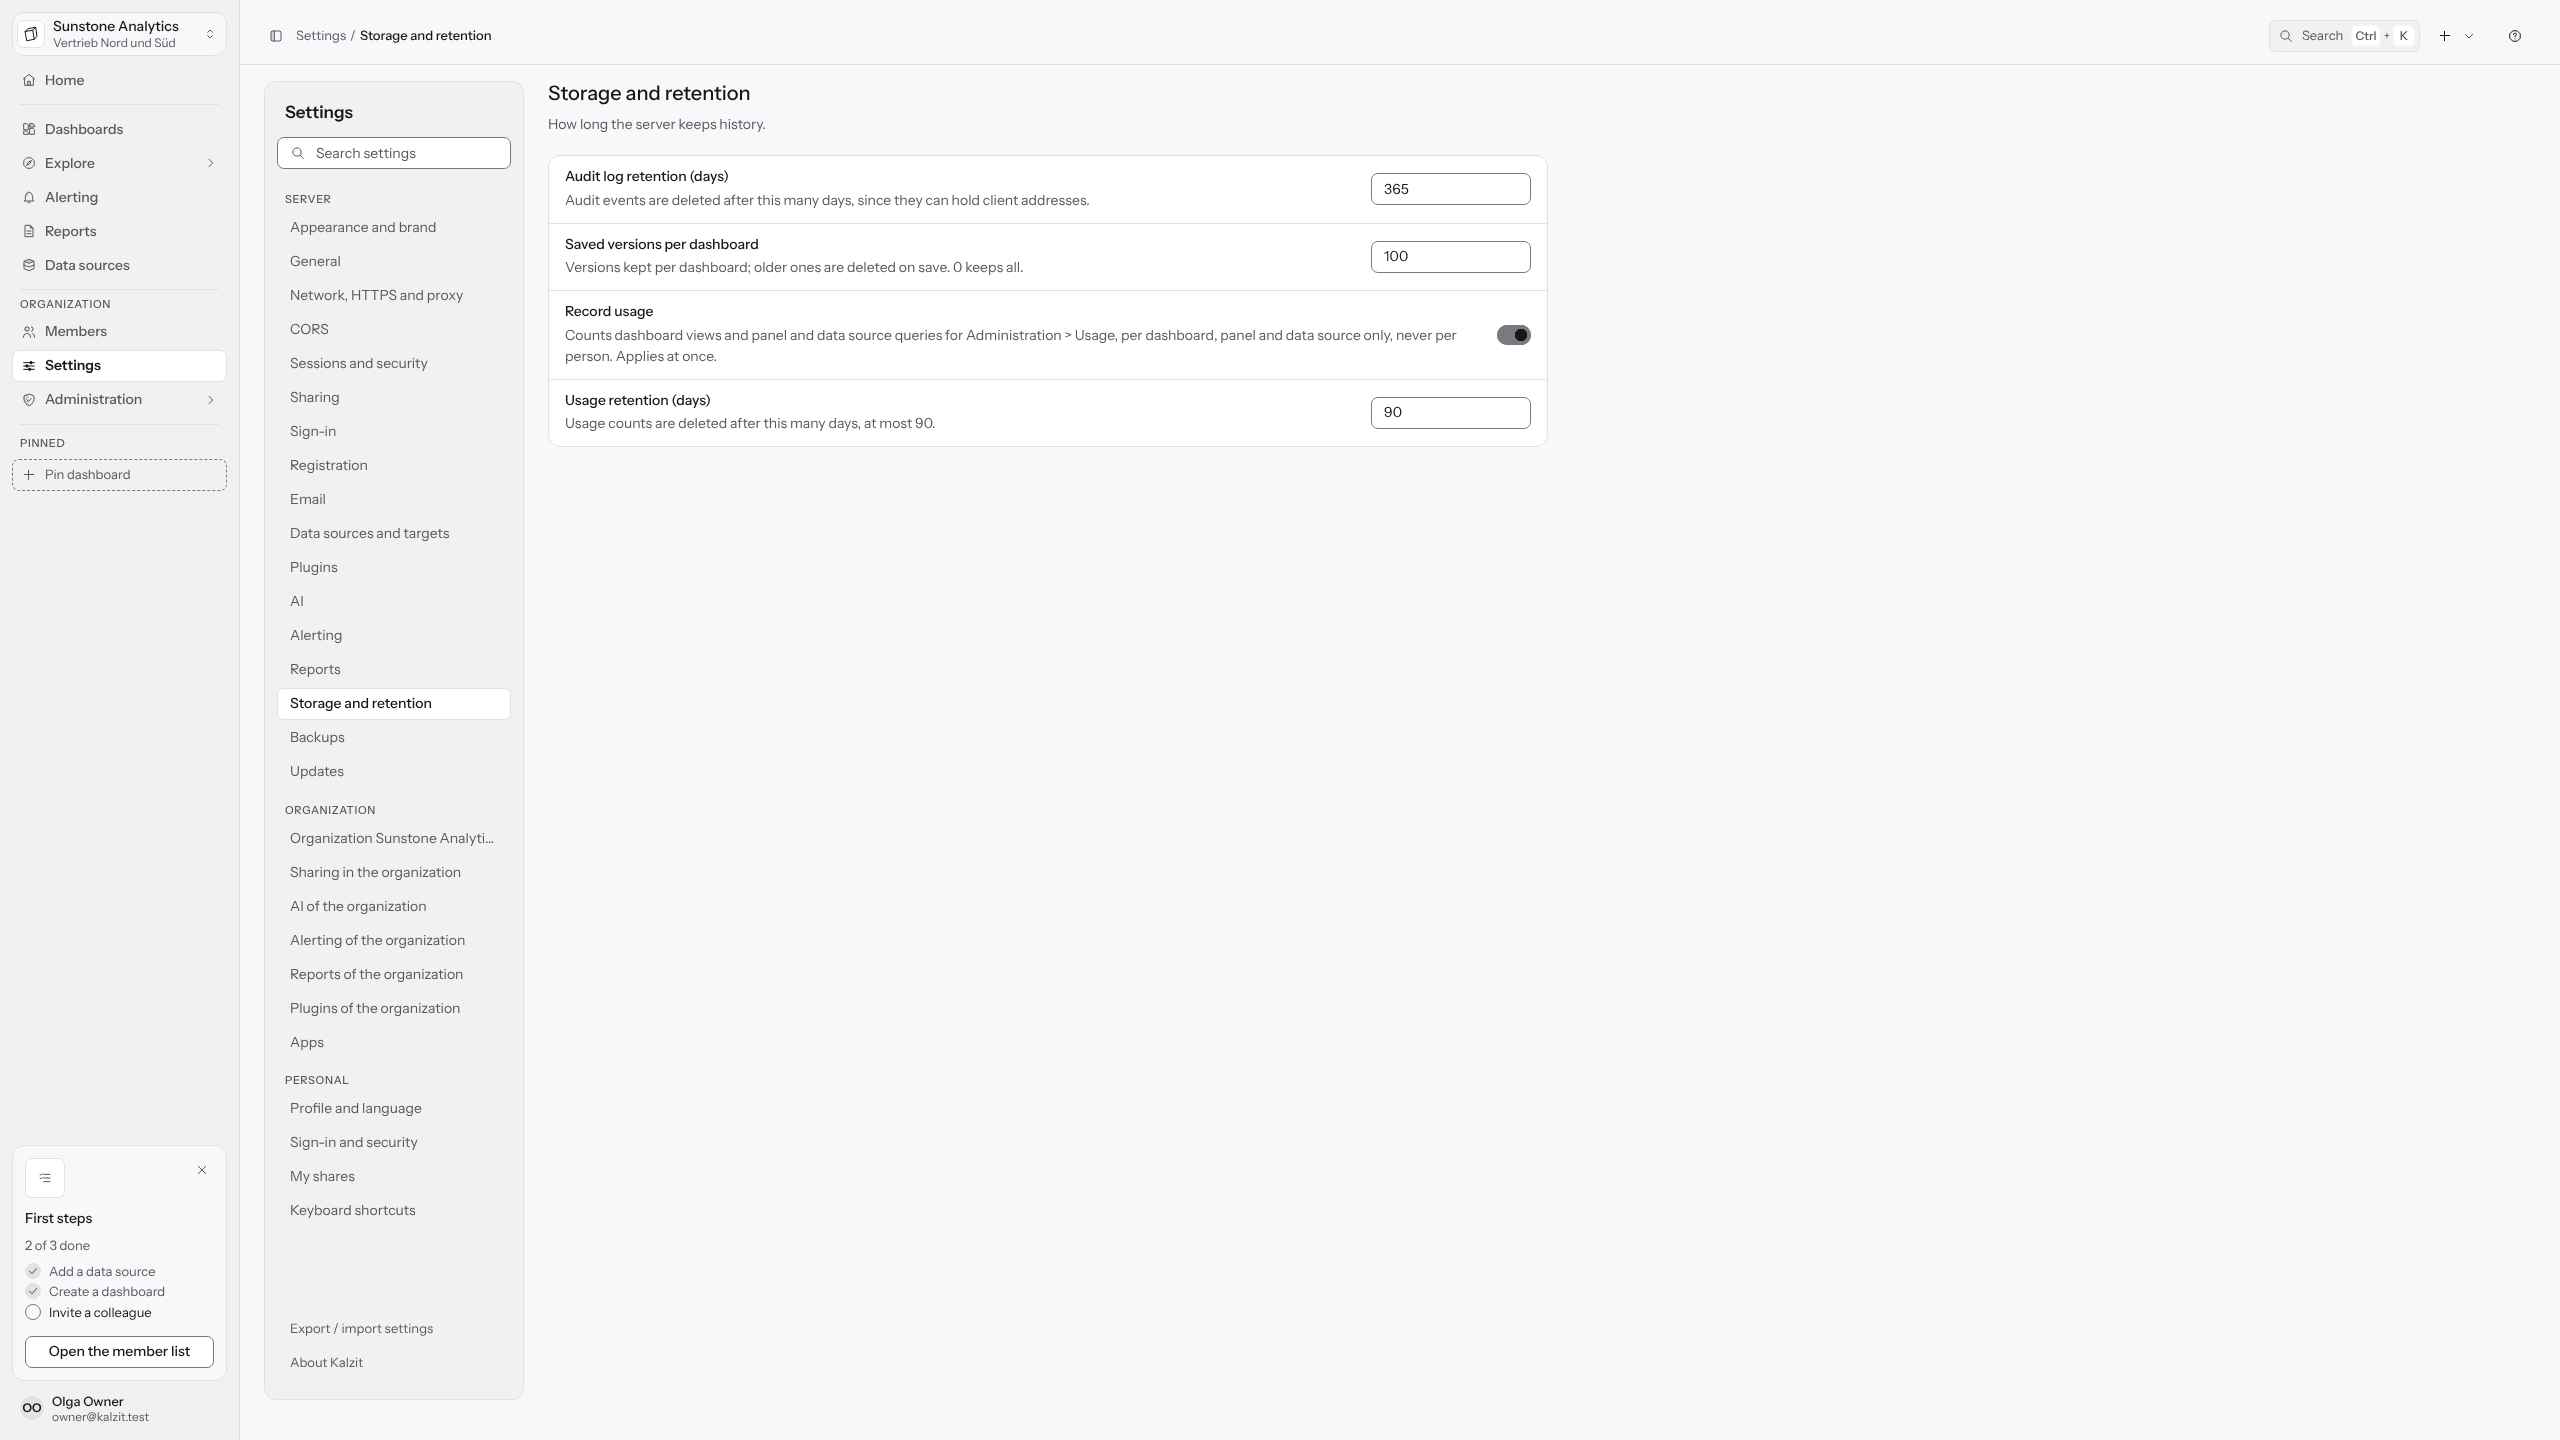 Sunstone Analytics
Vertrieb Nord und Süd
Home
Dashboards
Explore
Alerting
Reports
Data sources
ORGANIZATION
Members
Settings
Administration
PINNED
Pin dashboard
First steps
2 of 3 done
Add a data source
Create a dashboard
Invite a colleague
Open the member list
OO
Olga Owner
owner@kalzit.test
Settings / Storage and retention
Search Ctrl + K
Settings
Search settings
SERVER
Appearance and brand
General
Network, HTTPS and proxy
CORS
Sessions and security
Sharing
Sign-in
Registration
Email
Data sources and targets
Plugins
AI
Alerting
Reports
Storage and retention
Backups
Updates
ORGANIZATION
Organization Sunstone Analyti...
Sharing in the organization
AI of the organization
Alerting of the organization
Reports of the organization
Plugins of the organization
Apps
PERSONAL
Profile and language
Sign-in and security
My shares
Keyboard shortcuts
Export / import settings
About Kalzit
Storage and retention
How long the server keeps history.
Audit log retention (days)
Audit events are deleted after this many days, since they can hold client addresses.
365
Saved versions per dashboard
Versions kept per dashboard; older ones are deleted on save. 0 keeps all.
100
Record usage
Counts dashboard views and panel and data source queries for Administration > Usage, per dashboard, panel and data source only, never per
person. Applies at once.
Usage retention (days)
Usage counts are deleted after this many days, at most 90.
90